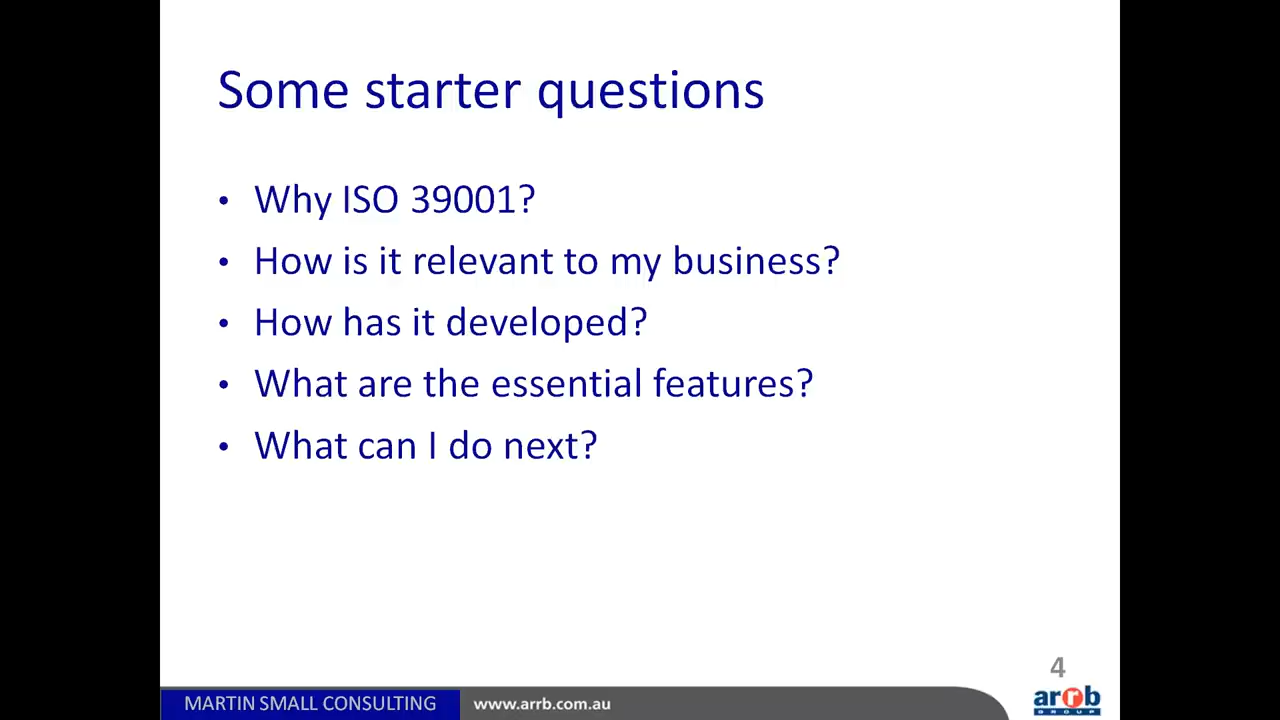 Some starter questions
• Why ISO 39001?
• How is it relevant to my business?
• How has it developed?
• What are the essential features?
• What can I do next?
4
MARTIN SMALL CONSULTING
www.arrb.com.au
arrb
GROUP